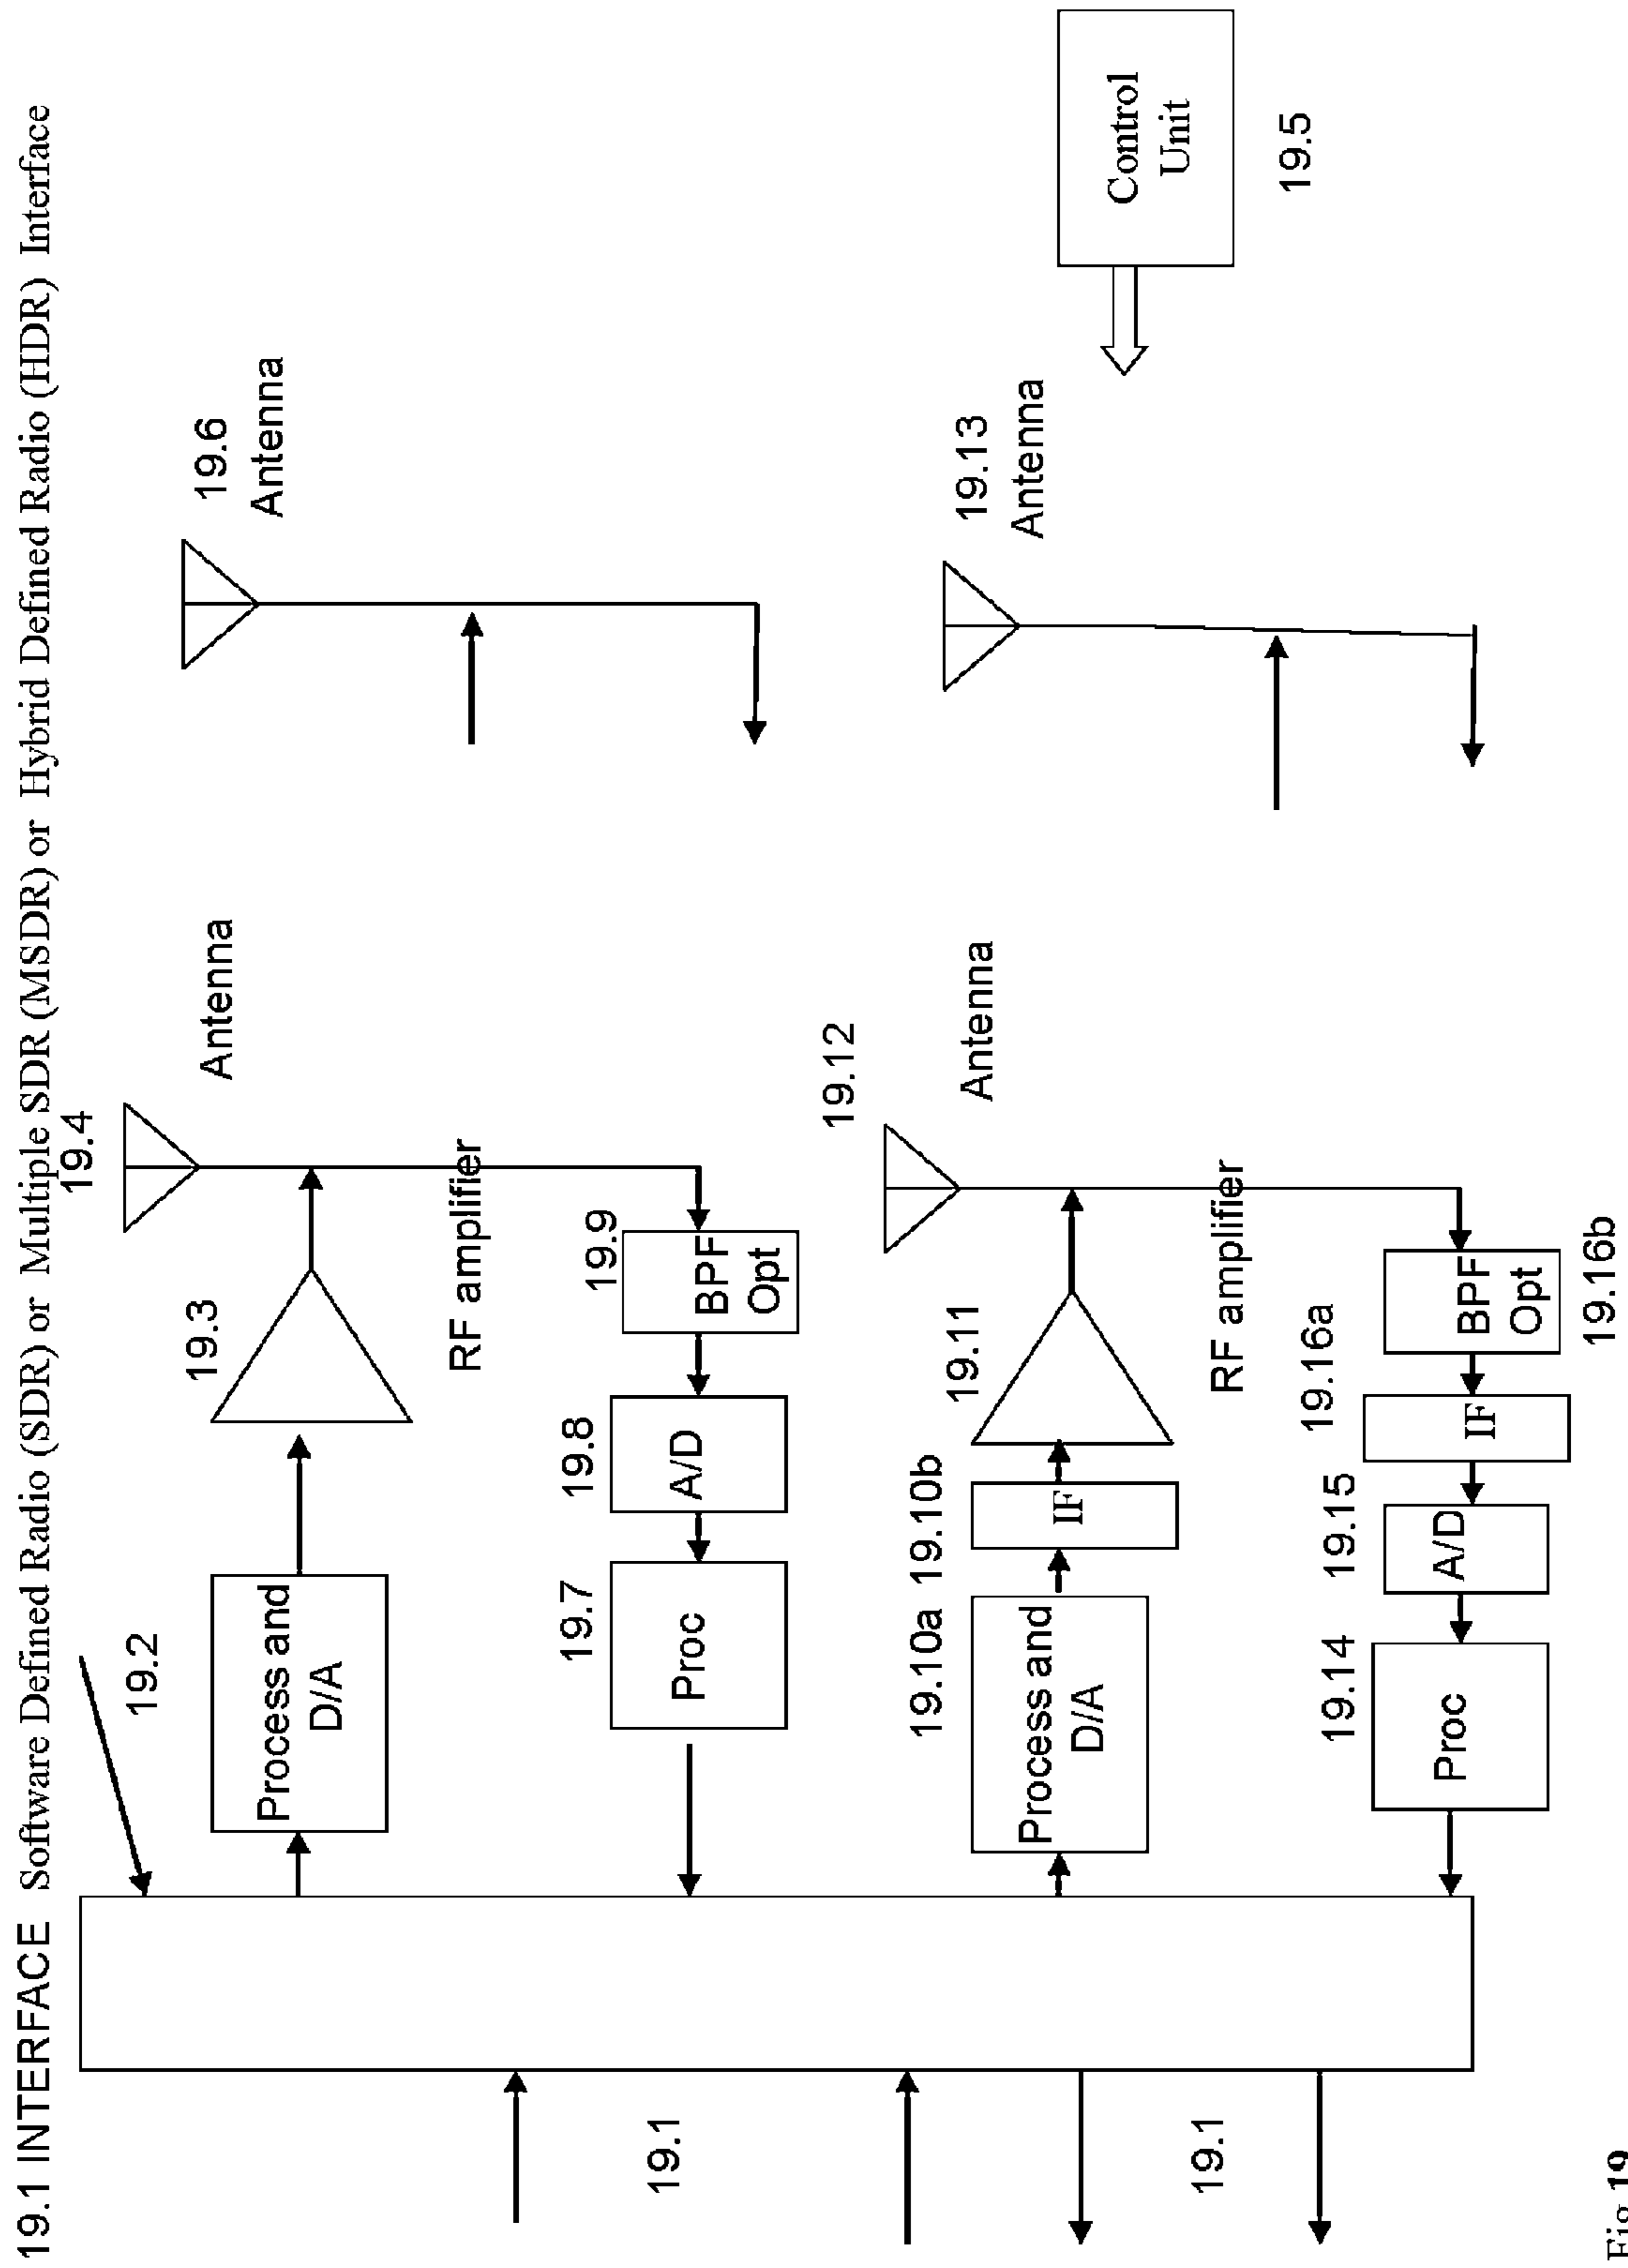 19.1 INTERFACE Software Defined Radio (SDR) or Multiple SDR (MSDR) or Hybrid Defined Radio (HDR) Interface
19.4
Antenna
19.6
Antenna
19.2
19.3
Process and
D/A
RF amplifier
19.7
19.8
19.9
Proc
A/D
BPF
Opt
19.1
19.12
Antenna
19.13
Antenna
19.10a
19.10b
19.11
Process and
D/A
IF
RF amplifier
Control
Unit
19.5
19.1
19.14
19.15
19.16a
Proc
A/D
IF
BPF
Opt
19.16b
Fig 19